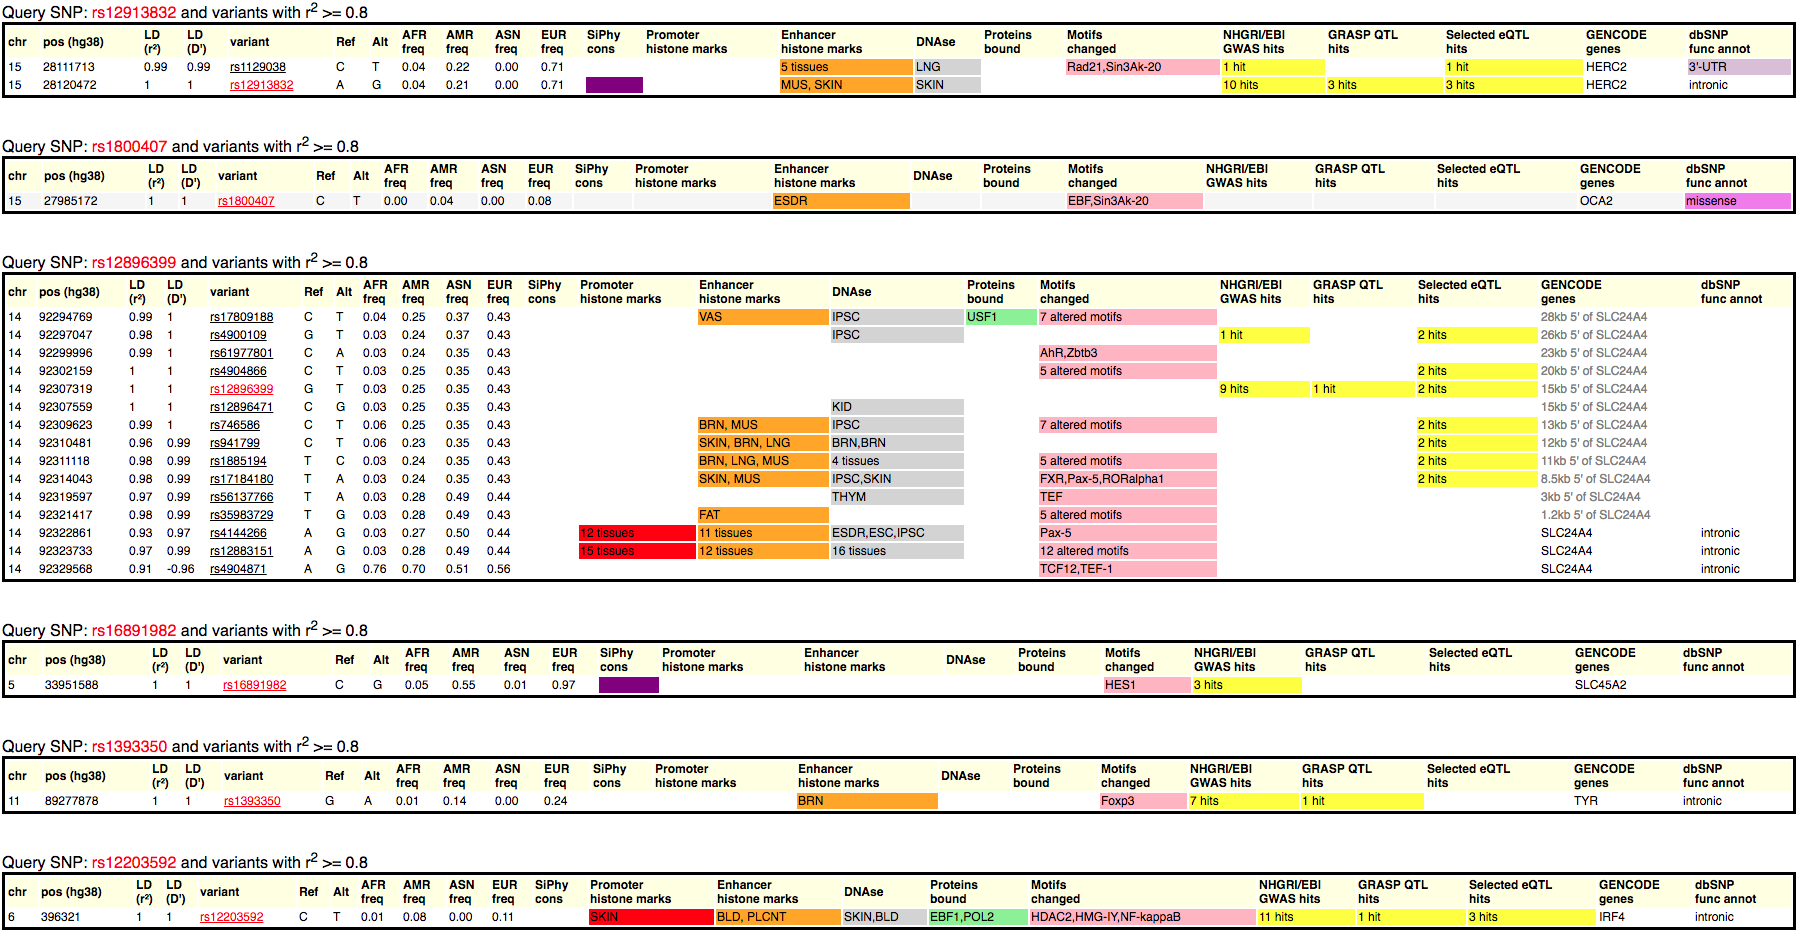 Query SNP: rs12913832 and variants with r2 >= 0.8
chr pos (hg38) LD (r²) LD (D') variant Ref Alt AFR freq AMR freq ASN freq EUR freq SiPhy cons Promoter histone marks Enhancer histone marks DNAse Proteins bound Motifs changed NHGRI/EBI GWAS hits GRASP QTL hits Selected eQTL hits GENCODE genes dbSNP func annot
15 28111713 0.99 0.99 rs1129038 C T 0.04 0.22 0.00 0.71 5 tissues LNG Rad21,Sin3Ak-20 1 hit 1 hit HERC2 3'-UTR
15 28120472 1 1 rs12913832 A G 0.04 0.21 0.00 0.71 MUS, SKIN SKIN 10 hits 3 hits 3 hits HERC2 intronic
Query SNP: rs1800407 and variants with r2 >= 0.8
chr pos (hg38) LD (r²) LD (D') variant Ref Alt AFR freq AMR freq ASN freq EUR freq SiPhy cons Promoter histone marks Enhancer histone marks DNAse Proteins bound Motifs changed NHGRI/EBI GWAS hits GRASP QTL hits Selected eQTL hits GENCODE genes dbSNP func annot
15 27985172 1 1 rs1800407 C T 0.00 0.04 0.00 0.08 ESDR EBF,Sin3Ak-20 OCA2 missense
Query SNP: rs12896399 and variants with r2 >= 0.8
chr pos (hg38) LD (r²) LD (D') variant Ref Alt AFR freq AMR freq ASN freq EUR freq SiPhy cons Promoter histone marks Enhancer histone marks DNAse Proteins bound Motifs changed NHGRI/EBI GWAS hits GRASP QTL hits Selected eQTL hits GENCODE genes dbSNP func annot
14 92294769 0.99 1 rs17809188 C T 0.04 0.25 0.37 0.43 VAS IPSC USF1 7 altered motifs 28kb 5' of SLC24A4
14 92297047 0.98 1 rs4900109 G T 0.03 0.24 0.35 0.43 IPSC 1 hit 2 hits 26kb 5' of SLC24A4
14 92299996 0.99 1 rs61977801 C A 0.03 0.24 0.35 0.43 AhR,Zbtb3 23kb 5' of SLC24A4
14 92302159 1 1 rs4904866 C T 0.03 0.25 0.35 0.43 5 altered motifs 2 hits 20kb 5' of SLC24A4
14 92307319 1 1 rs12896399 G T 0.03 0.25 0.35 0.43 9 hits 1 hit 2 hits 15kb 5' of SLC24A4
14 92307559 1 1 rs12896471 C G 0.03 0.25 0.35 0.43 KID 15kb 5' of SLC24A4
14 92309623 0.99 1 rs746586 C T 0.06 0.25 0.35 0.43 BRN, MUS IPSC 7 altered motifs 2 hits 13kb 5' of SLC24A4
14 92310481 0.96 0.99 rs941799 C T 0.06 0.23 0.35 0.43 SKIN, BRN, LNG BRN,BRN 2 hits 12kb 5' of SLC24A4
14 92311118 0.98 0.99 rs1885194 T C 0.03 0.24 0.35 0.43 BRN, LNG, MUS 4 tissues 5 altered motifs 2 hits 11kb 5' of SLC24A4
14 92314043 0.98 0.99 rs17184180 T A 0.03 0.24 0.35 0.43 SKIN, MUS IPSC,SKIN FXR,Pax-5,RORalpha1 2 hits 8.5kb 5' of SLC24A4
14 92319597 0.97 0.99 rs56137766 T A 0.03 0.28 0.49 0.44 THYM TEF 3kb 5' of SLC24A4
14 92321417 0.98 0.99 rs35983729 T G 0.03 0.28 0.49 0.43 FAT 5 altered motifs 1.2kb 5' of SLC24A4
14 92322861 0.93 0.97 rs4144266 A G 0.03 0.27 0.50 0.44 12 tissues 11 tissues ESDR,ESC,IPSC Pax-5 SLC24A4 intronic
14 92323733 0.97 0.99 rs12883151 A G 0.03 0.28 0.49 0.44 15 tissues 12 tissues 16 tissues 12 altered motifs SLC24A4 intronic
14 92329568 0.91 -0.96 rs4904871 A G 0.76 0.70 0.51 0.56 TCF12,TEF-1 SLC24A4 intronic
Query SNP: rs16891982 and variants with r2 >= 0.8
chr pos (hg38) LD (r²) LD (D') variant Ref Alt AFR freq AMR freq ASN freq EUR freq SiPhy cons Promoter histone marks Enhancer histone marks DNAse Proteins bound Motifs changed NHGRI/EBI GWAS hits GRASP QTL hits Selected eQTL hits GENCODE genes dbSNP func annot
5 33951588 1 1 rs16891982 C G 0.05 0.55 0.01 0.97 HES1 3 hits SLC45A2
Query SNP: rs1393350 and variants with r2 >= 0.8
chr pos (hg38) LD (r²) LD (D') variant Ref Alt AFR freq AMR freq ASN freq EUR freq SiPhy cons Promoter histone marks Enhancer histone marks DNAse Proteins bound Motifs changed NHGRI/EBI GWAS hits GRASP QTL hits Selected eQTL hits GENCODE genes dbSNP func annot
11 89277878 1 1 rs1393350 G A 0.01 0.14 0.00 0.24 BRN Foxp3 7 hits 1 hit TYR intronic
Query SNP: rs12203592 and variants with r2 >= 0.8
chr pos (hg38) LD (r²) LD (D') variant Ref Alt AFR freq AMR freq ASN freq EUR freq SiPhy cons Promoter histone marks Enhancer histone marks DNAse Proteins bound Motifs changed NHGRI/EBI GWAS hits GRASP QTL hits Selected eQTL hits GENCODE genes dbSNP func annot
6 396321 1 1 rs12203592 C T 0.01 0.08 0.00 0.11 SKIN BLD, PLCNT SKIN,BLD EBF1,POL2 HDAC2,HMG-IY,NF-kappaB 11 hits 1 hit 3 hits IRF4 intronic